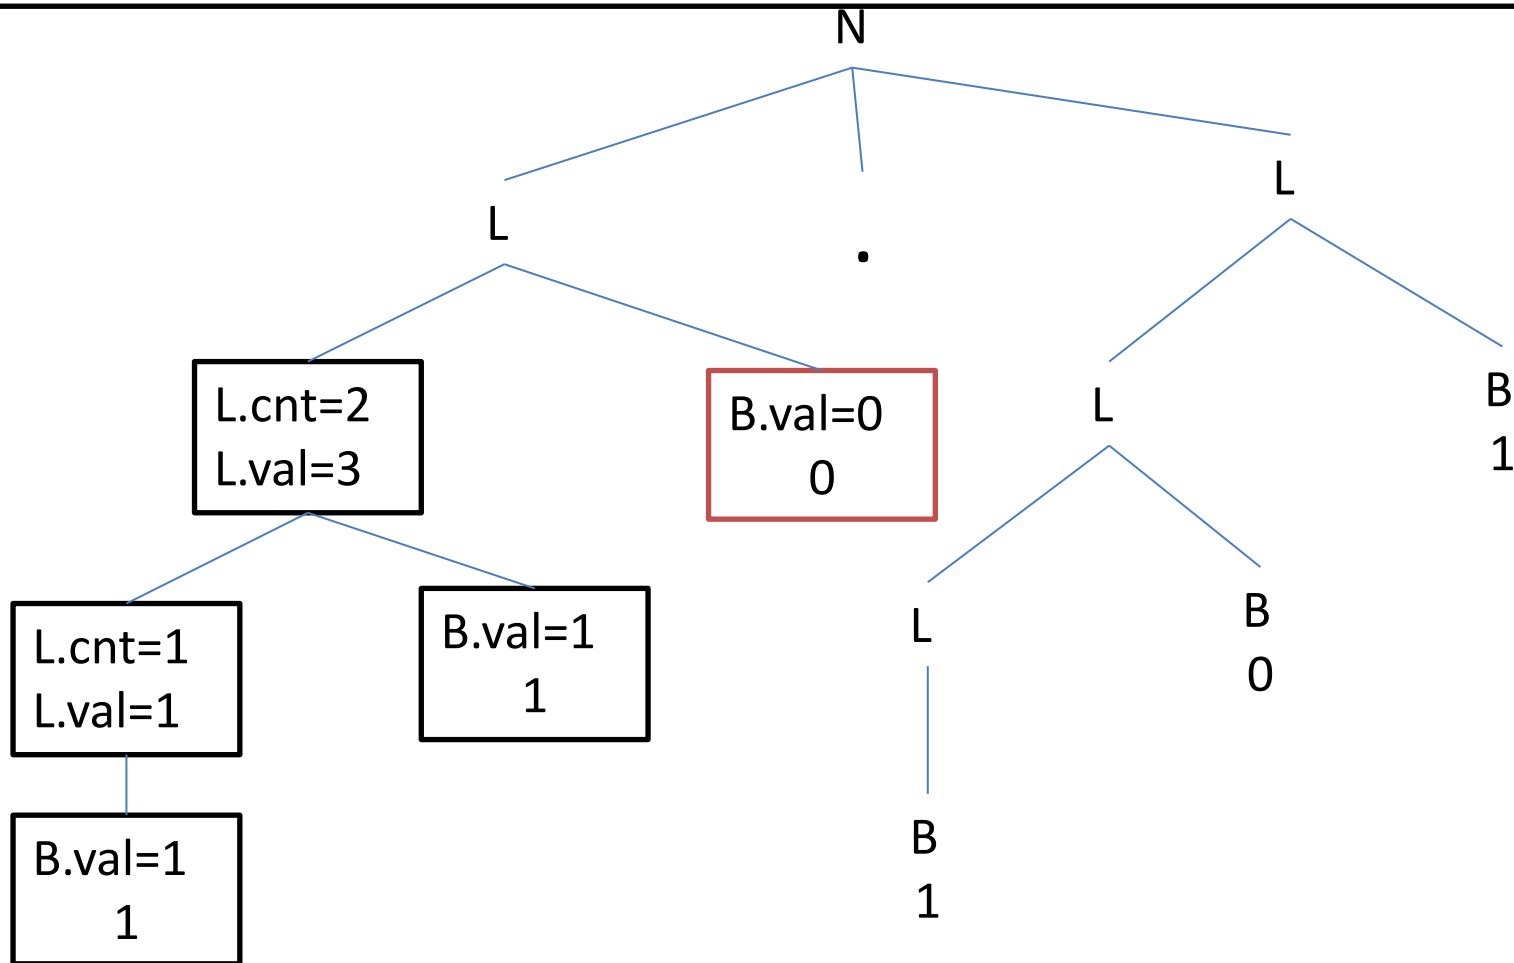 N
L
L
.
L.cnt=2
L.val=3
B.val=0
0
L
B
1
L.cnt=1
L.val=1
B.val=1
1
L
B
0
B.val=1
1
B
1